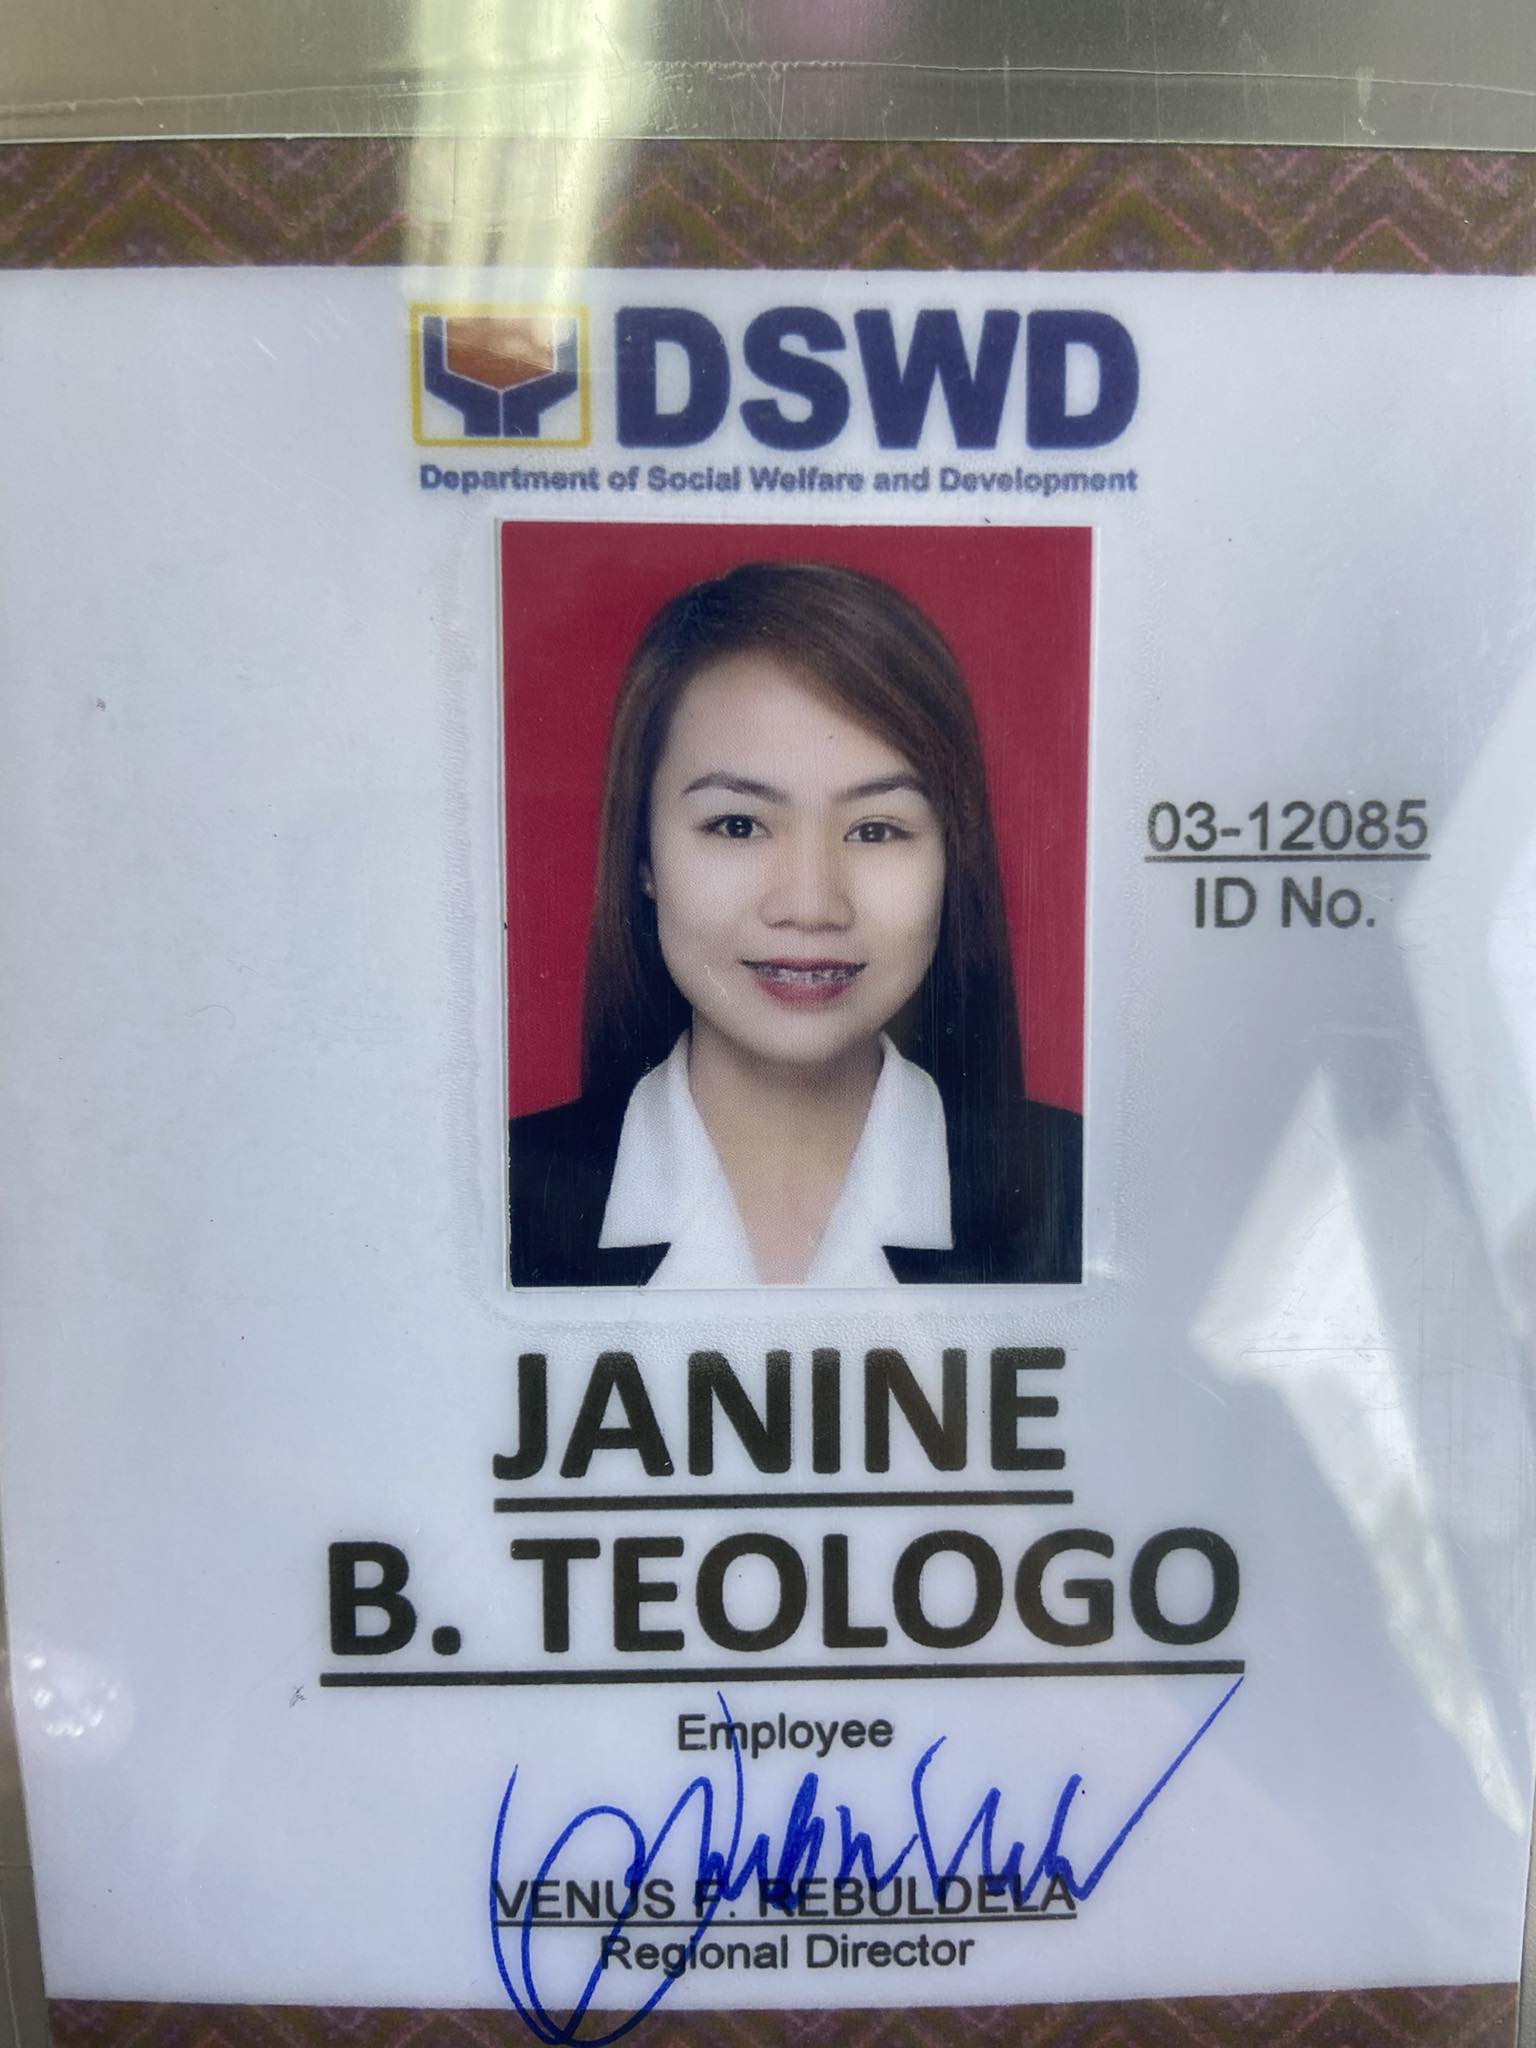 DSWD
Department of Social Welfare and Development
03-12085
ID No.
JANINE
B. TEOLOGO
Employee
VENUS F. REBULDELA
Regional Director